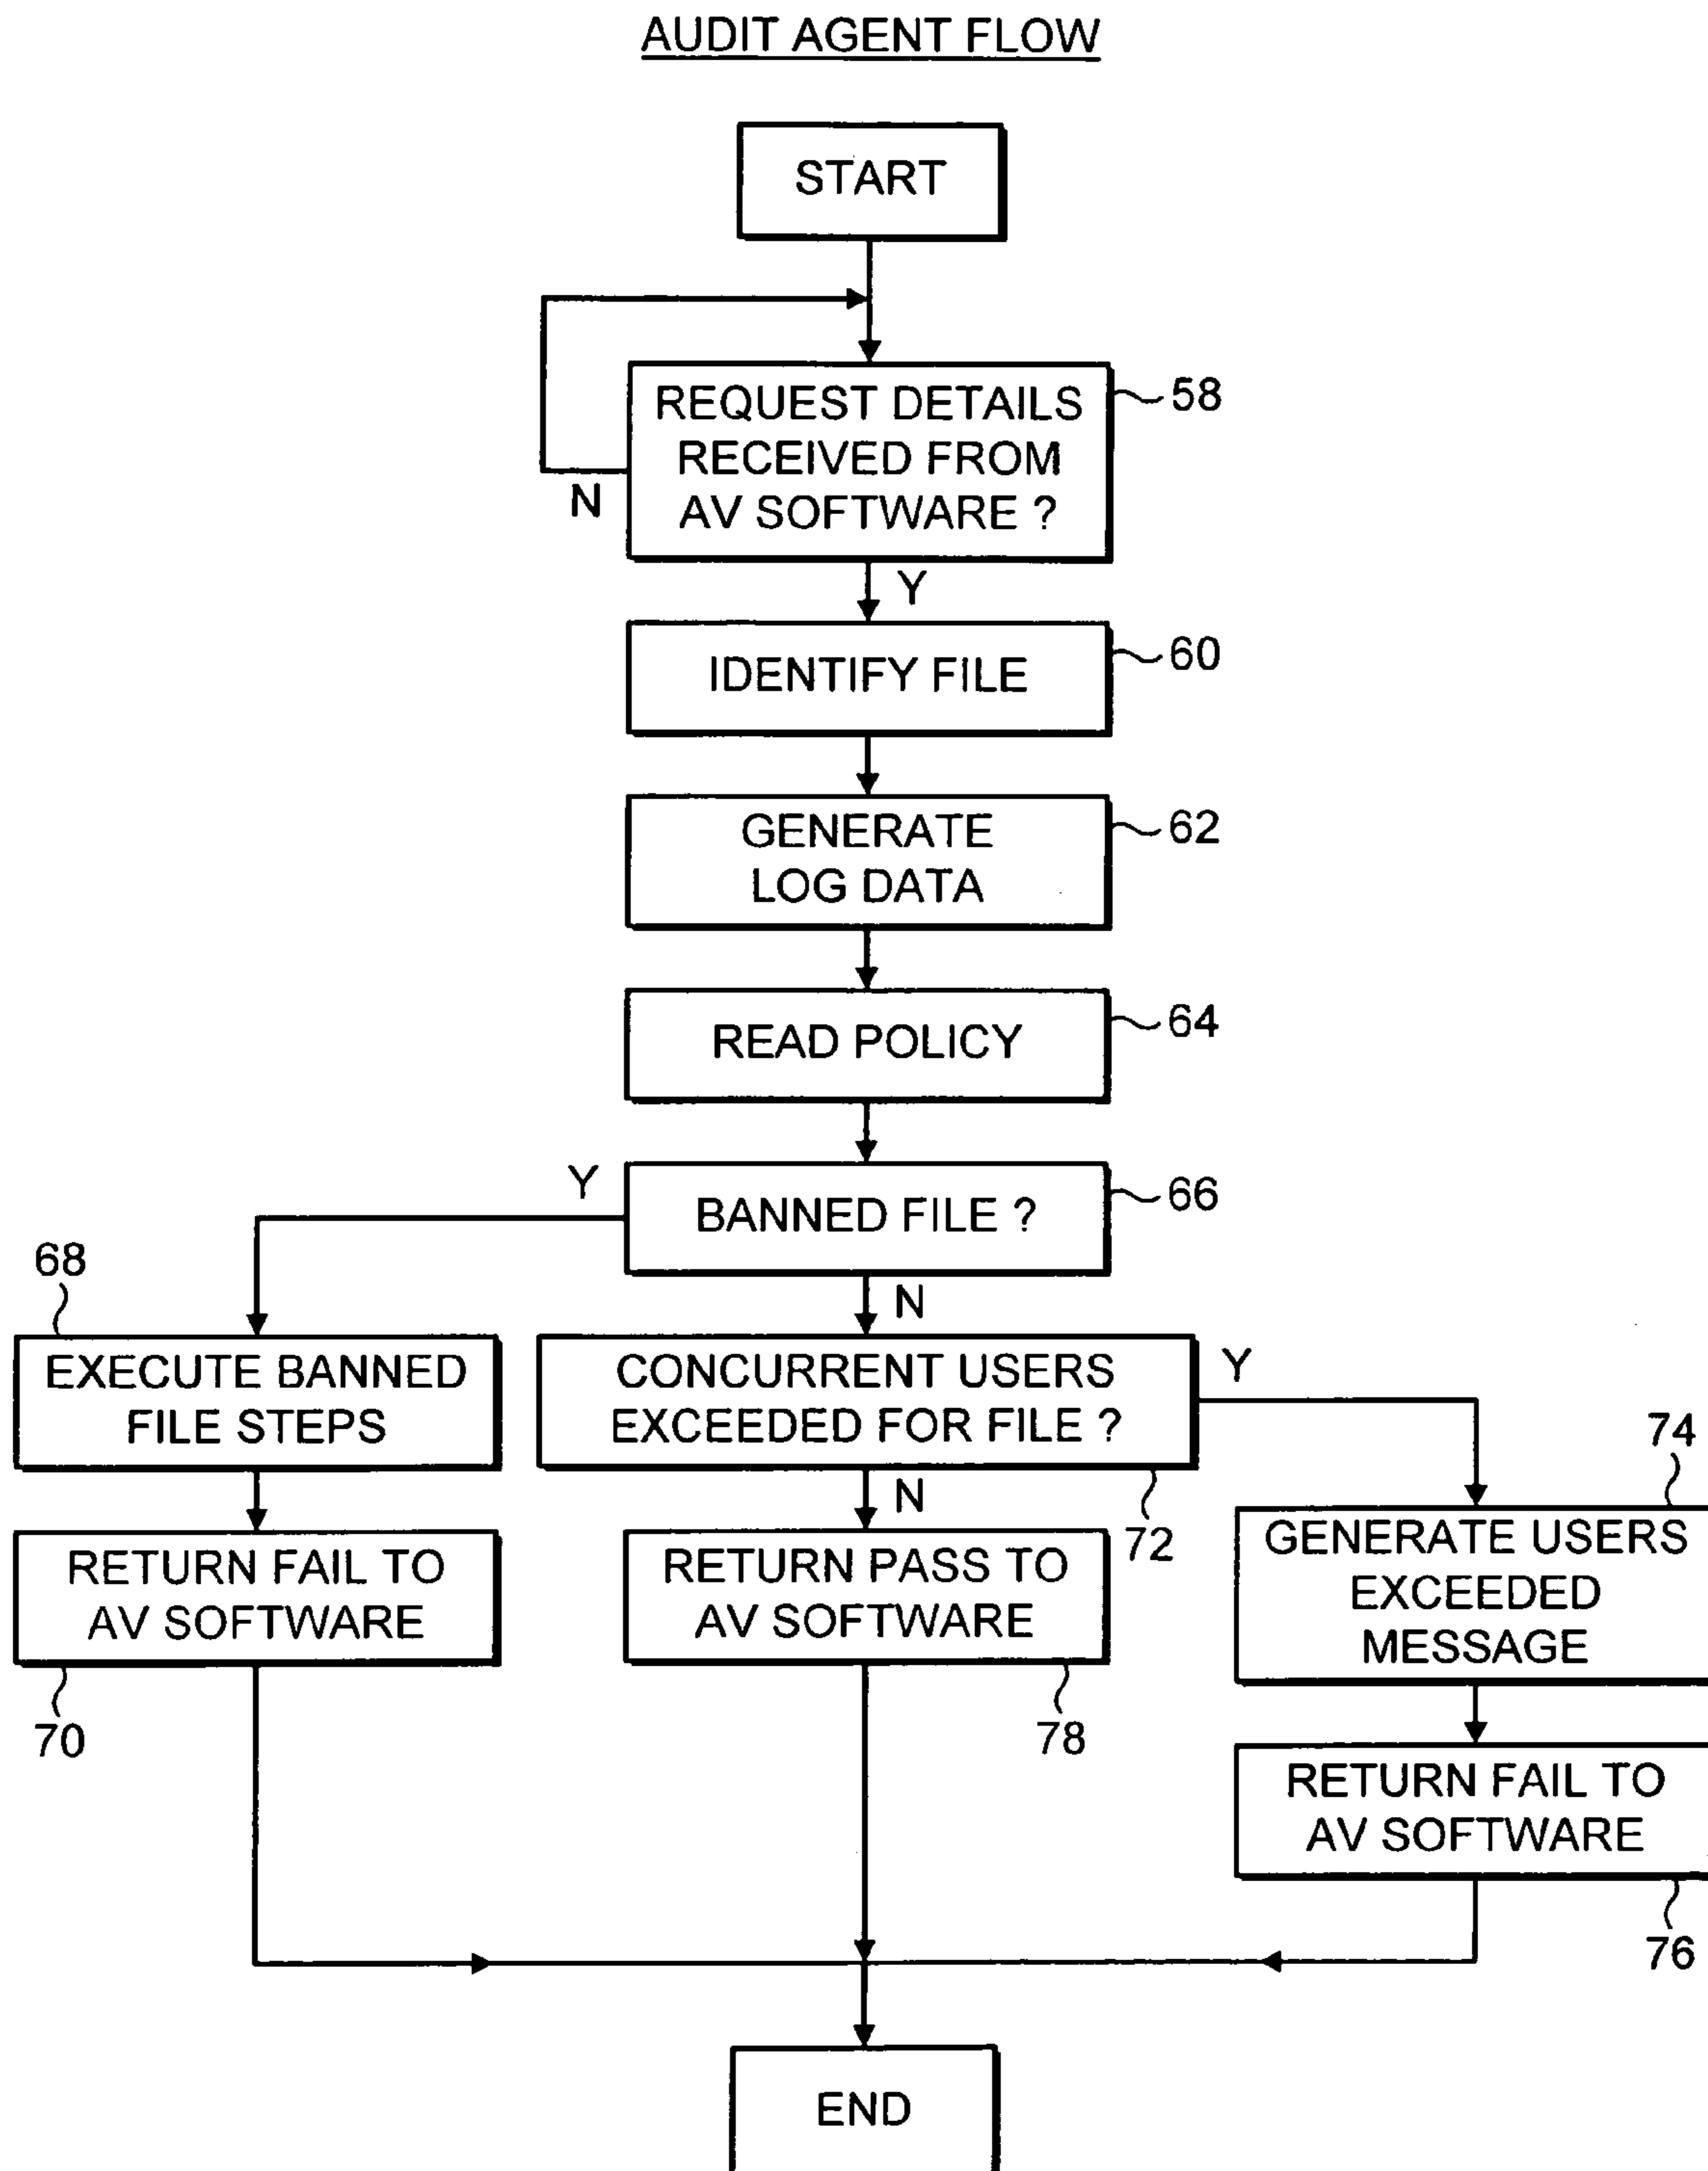 AUDIT AGENT FLOW
START
REQUEST DETAILS
RECEIVED FROM
AV SOFTWARE ?
58
N
Y
IDENTIFY FILE
60
GENERATE
LOG DATA
62
READ POLICY
64
Y
BANNED FILE ?
66
68
N
EXECUTE BANNED
FILE STEPS
CONCURRENT USERS
EXCEEDED FOR FILE ?
Y
72
74
N
RETURN FAIL TO
AV SOFTWARE
70
RETURN PASS TO
AV SOFTWARE
78
GENERATE USERS
EXCEEDED
MESSAGE
RETURN FAIL TO
AV SOFTWARE
76
END